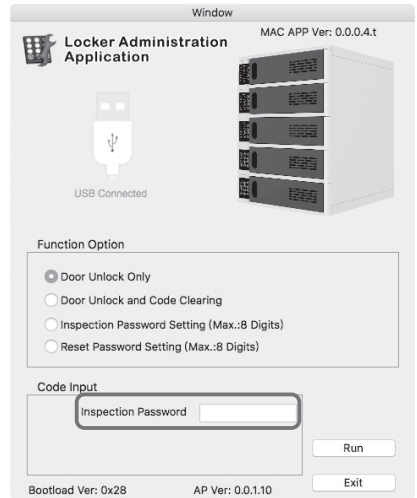 Window
Locker Administration
Application
MAC APP Ver: 0.0.0.4.t
USB Connected
Function Option
Door Unlock Only
Door Unlock and Code Clearing
Inspection Password Setting (Max.:8 Digits)
Reset Password Setting (Max.:8 Digits)
Code Input
Inspection Password
Run
Bootload Ver: 0x28
AP Ver: 0.0.1.10
Exit